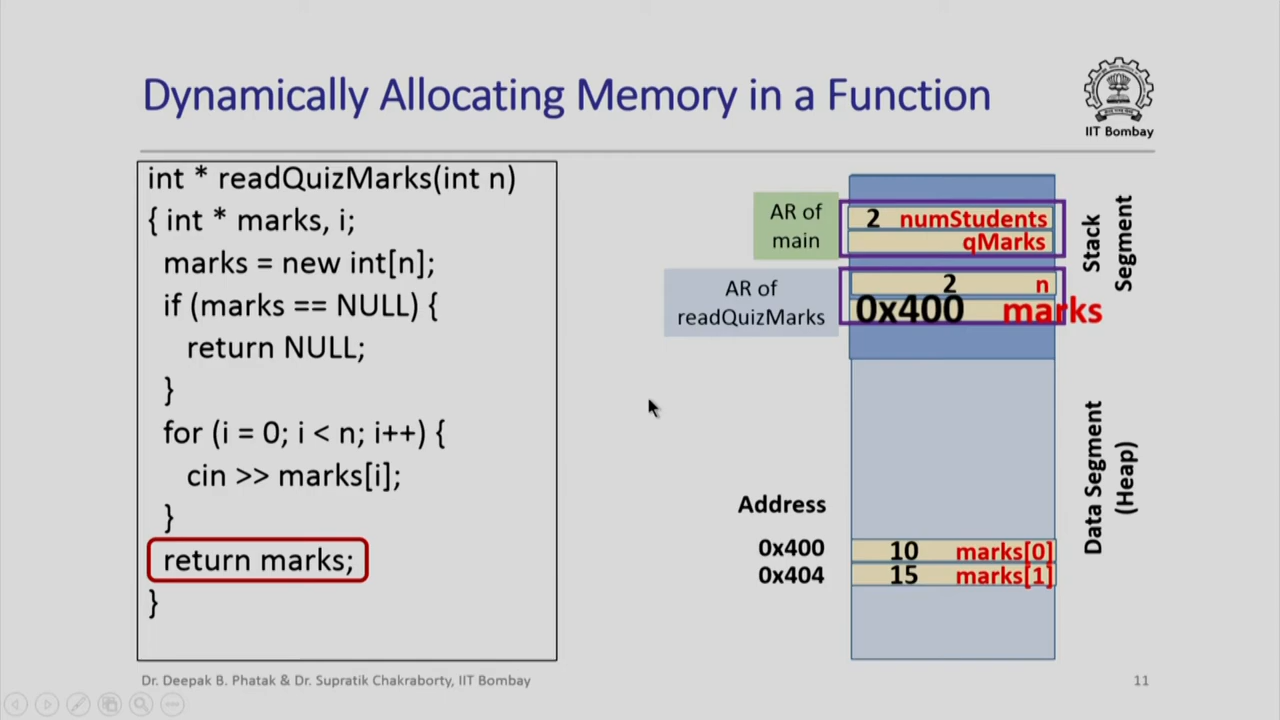 Dynamically Allocating Memory in a Function
IIT Bombay
int * readQuizMarks(int n)
{ int * marks, i;
marks = new int[n];
if (marks == NULL) {
return NULL;
}
for (i = 0; i < n; i++) {
cin >> marks[i];
}
return marks;
}
AR of
main
2 numStudents
qMarks
Stack
Segment
AR of
readQuizMarks
2 n
0x400 marks
Data Segment
(Heap)
Address
0x400 10 marks[0]
0x404 15 marks[1]
Dr. Deepak B. Phatak & Dr. Supratik Chakraborty, IIT Bombay
11